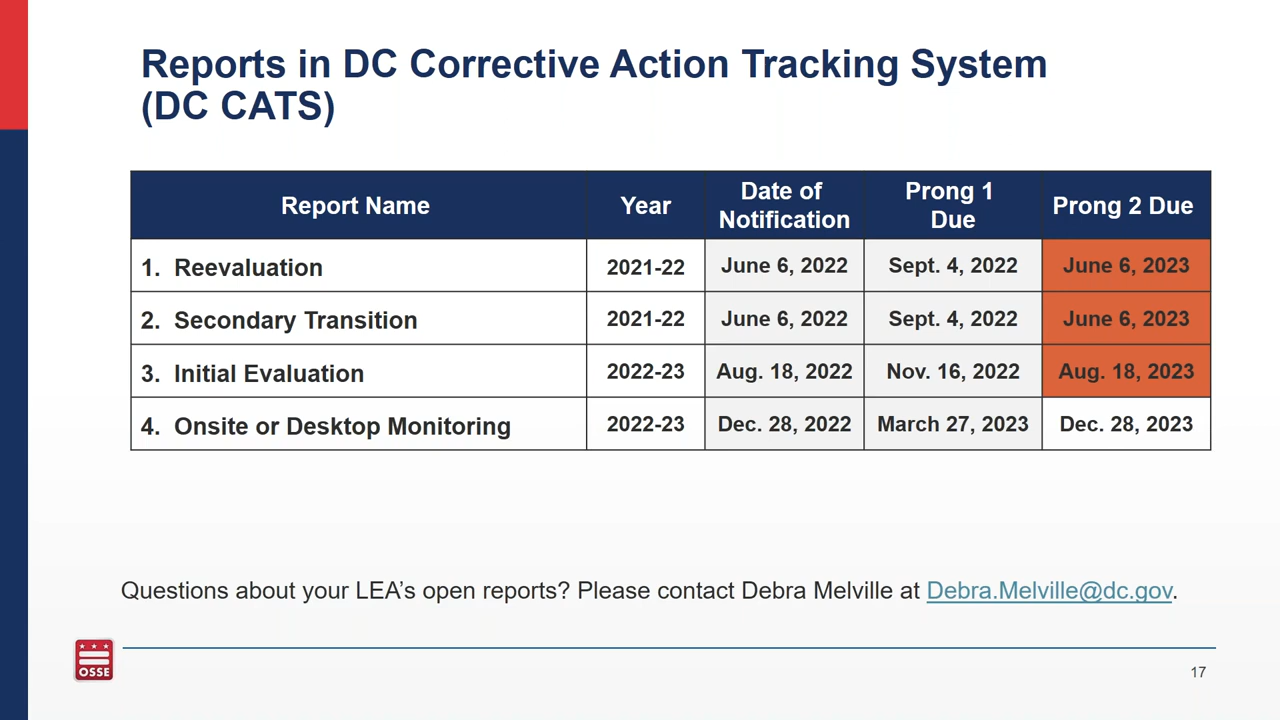 Reports in DC Corrective Action Tracking System
(DC CATS)
Report Name Year Date of Notification Prong 1 Due Prong 2 Due
1. Reevaluation 2021-22 June 6, 2022 Sept. 4, 2022 June 6, 2023
2. Secondary Transition 2021-22 June 6, 2022 Sept. 4, 2022 June 6, 2023
3. Initial Evaluation 2022-23 Aug. 18, 2022 Nov. 16, 2022 Aug. 18, 2023
4. Onsite or Desktop Monitoring 2022-23 Dec. 28, 2022 March 27, 2023 Dec. 28, 2023
Questions about your LEA’s open reports? Please contact Debra Melville at Debra.Melville@dc.gov.
OSSE
17